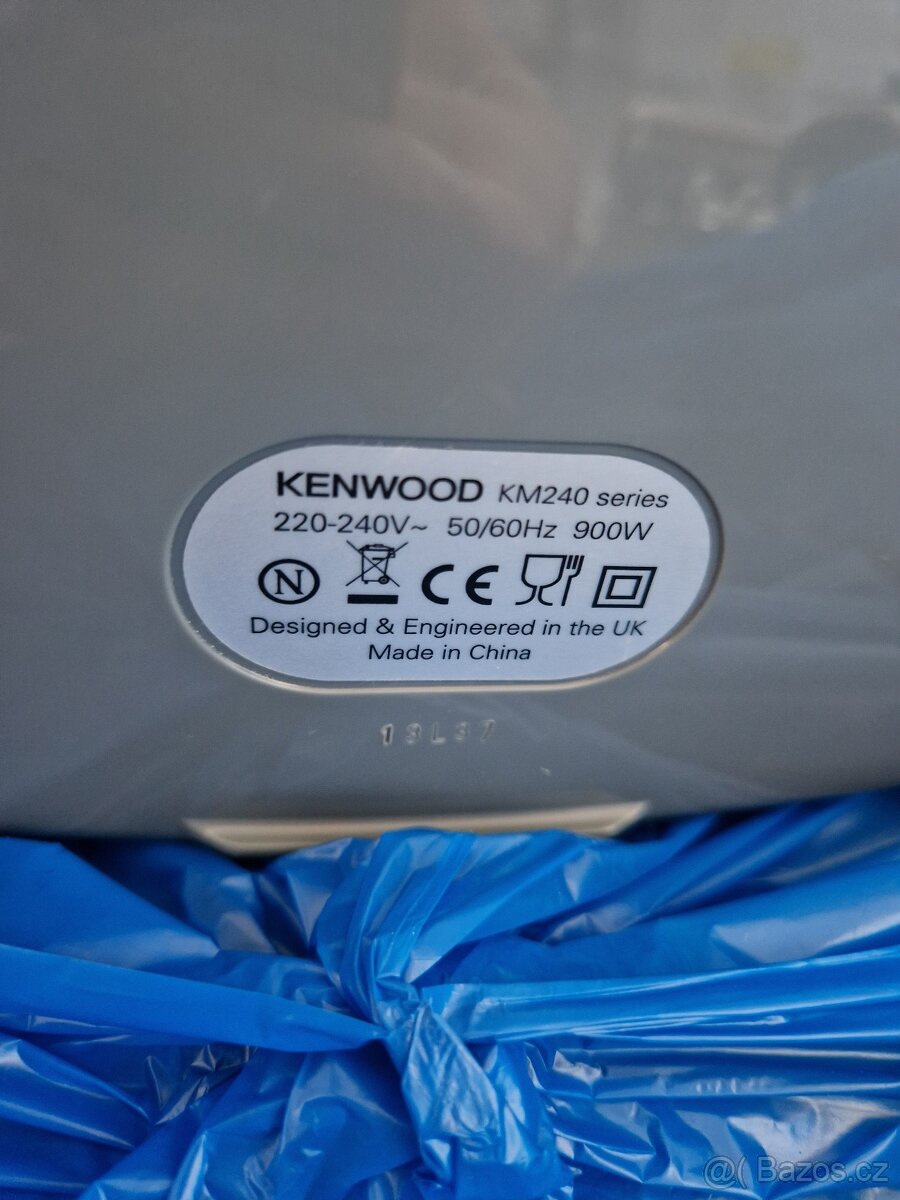 KENWOOD KM240 series
220-240V~ 50/60Hz 900W
N CE
Designed & Engineered in the UK
Made in China
13L37
@( Bazos.cz